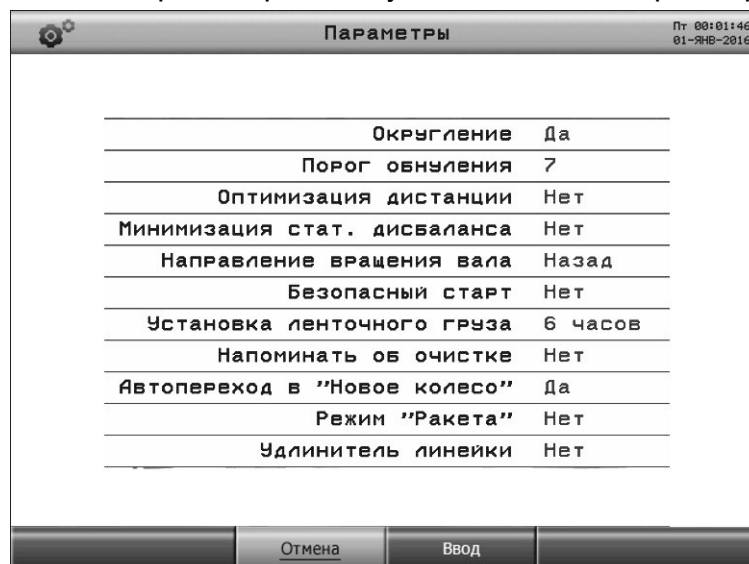 Параметры
Пт 00:01:46
01-ЯНВ-2016
Округление Да
Порог обнуления 7
Оптимизация дистанции Нет
Минимизация стат. дисбаланса Нет
Направление вращения вала Назад
Безопасный старт Нет
Установка ленточного груза 6 часов
Напоминать об очистке Нет
Автопереход в "Новое колесо" Да
Режим "Ракета" Нет
Удлинитель линейки Нет
Отмена Ввод